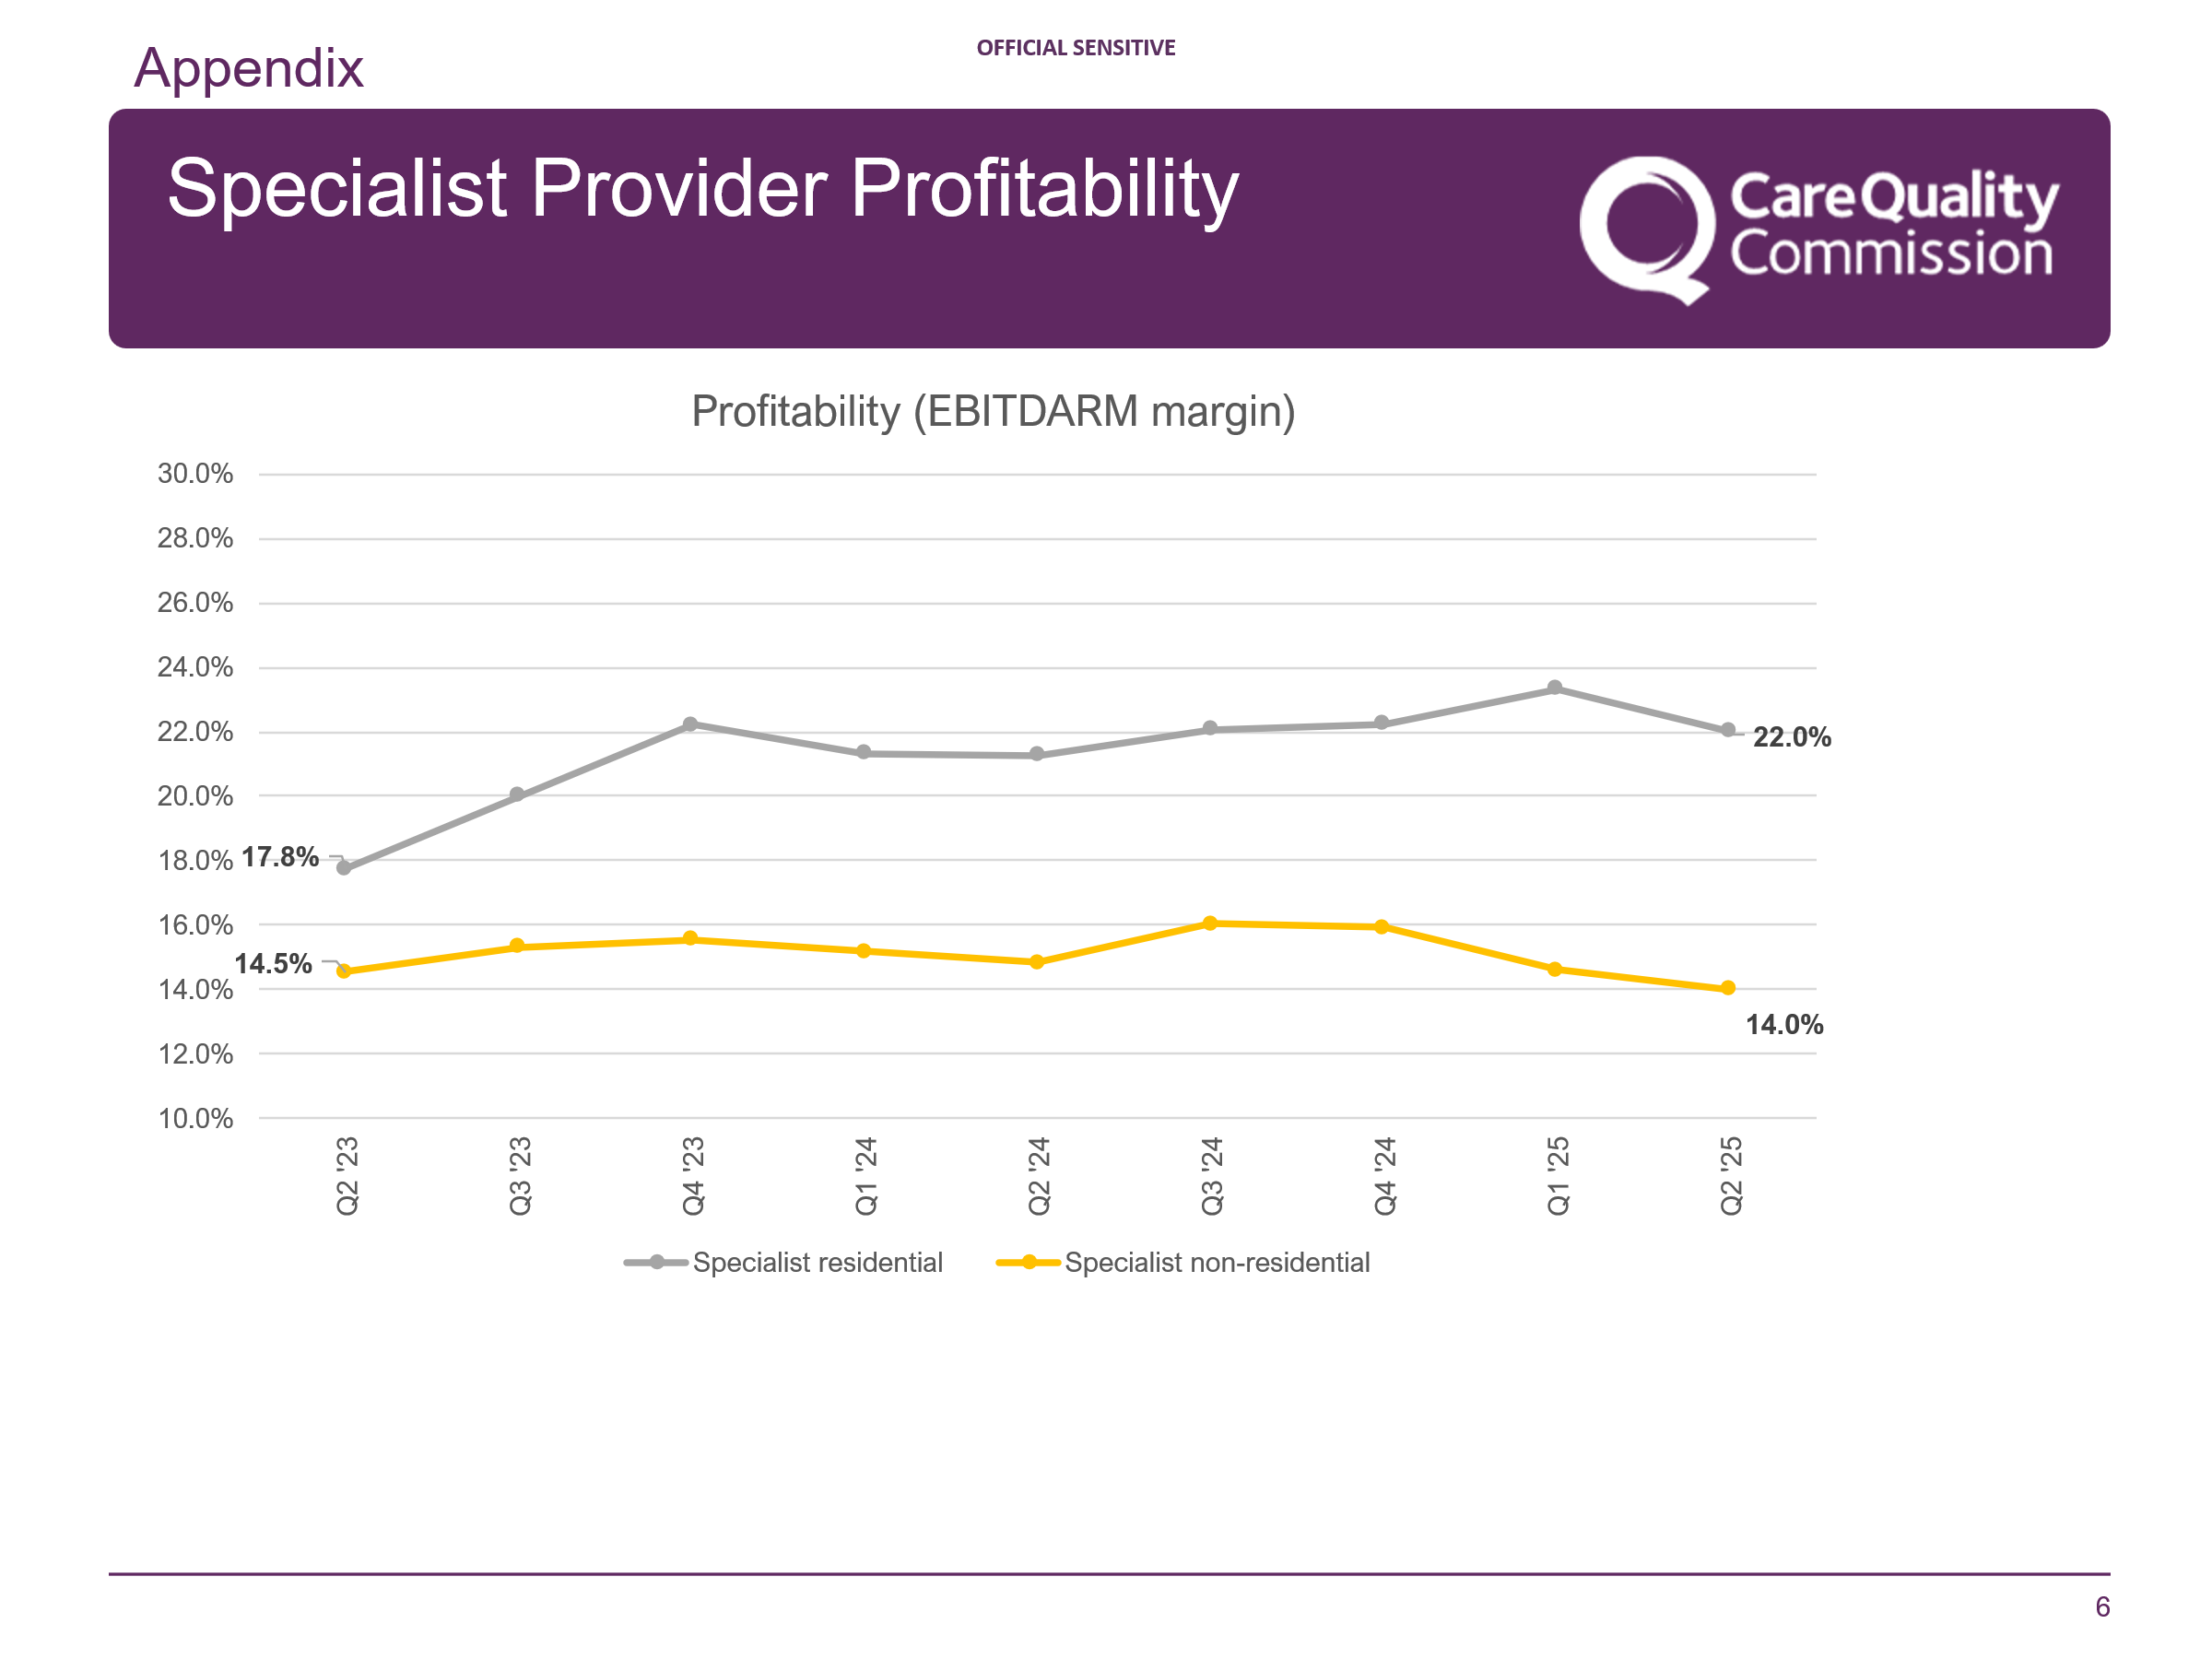 OFFICIAL SENSITIVE
Appendix
Specialist Provider Profitability
CareQuality
Commission
Profitability (EBITDARM margin)
30.0%
28.0%
26.0%
24.0%
22.0%
20.0%
18.0%
16.0%
14.0%
12.0%
10.0%
17.8%
22.0%
14.5%
14.0%
Q2 '23
Q3 '23
Q4 '23
Q1 '24
Q2 '24
Q3 '24
Q4 '24
Q1 '25
Q2 '25
Specialist residential
Specialist non-residential
6